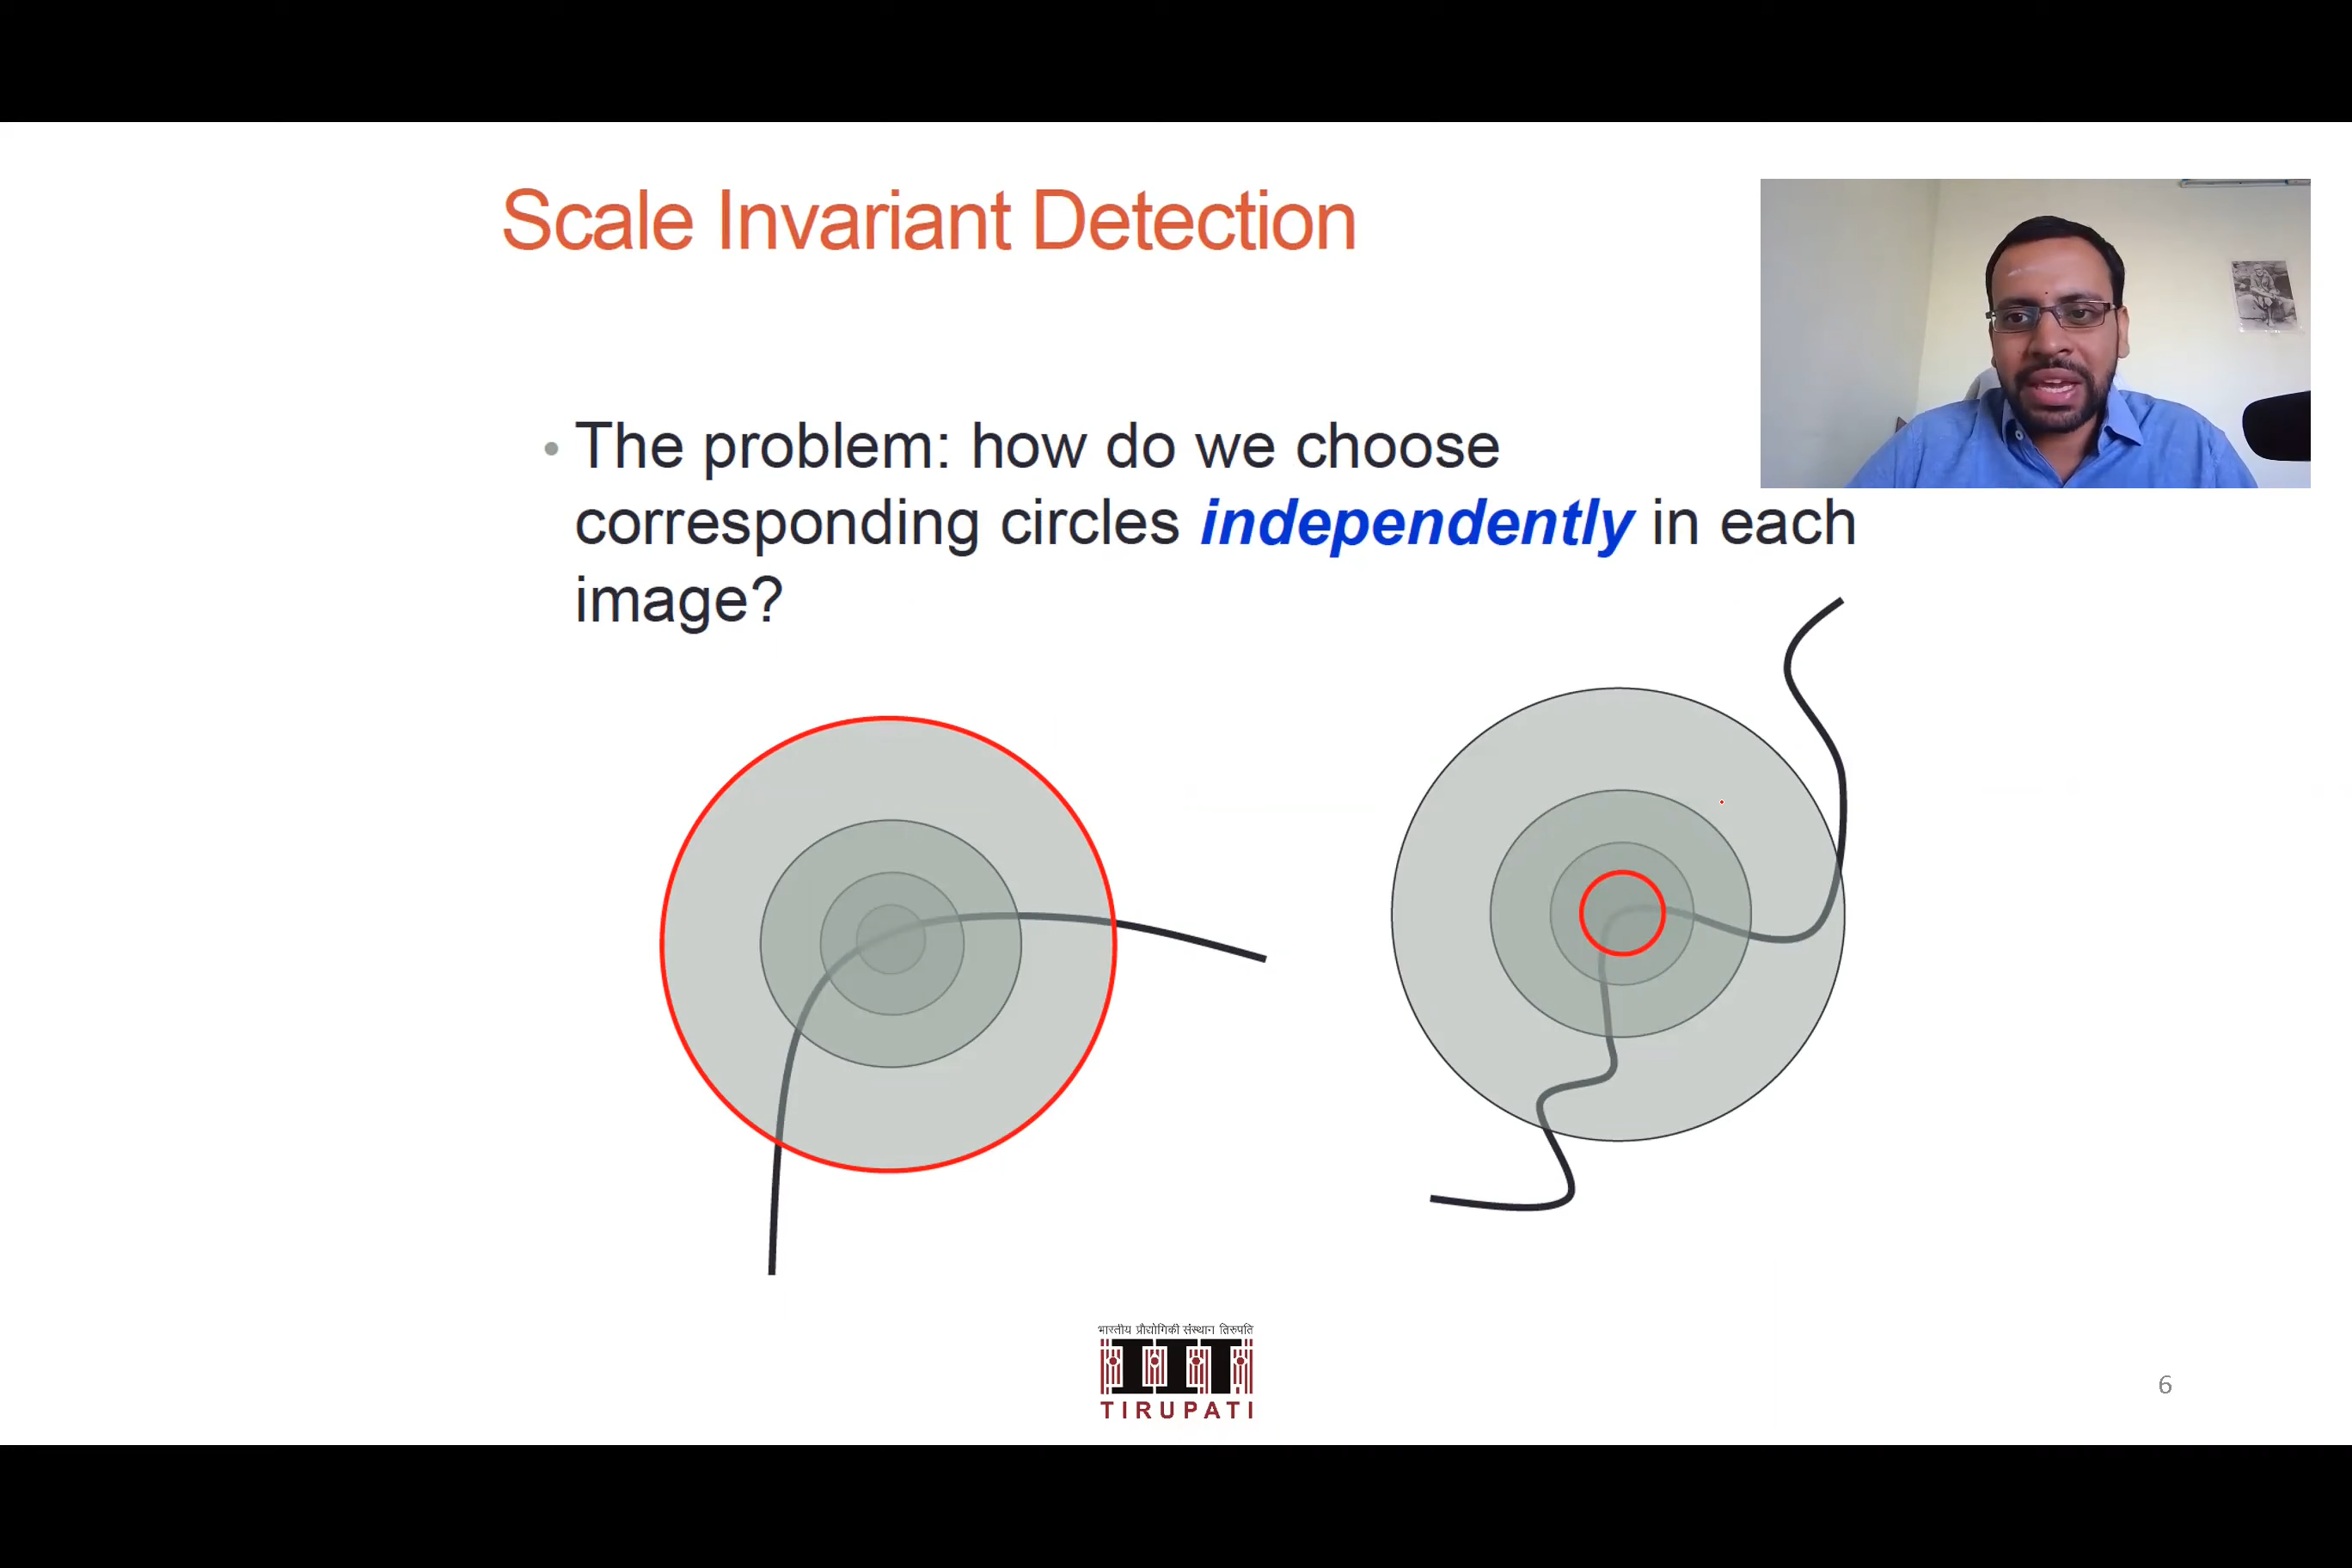 Scale Invariant Detection
• The problem: how do we choose
corresponding circles independently in each
image?
भारतीय प्रौद्योगिकी संस्थान तिरुपति
IIT
TIRUPATI
6